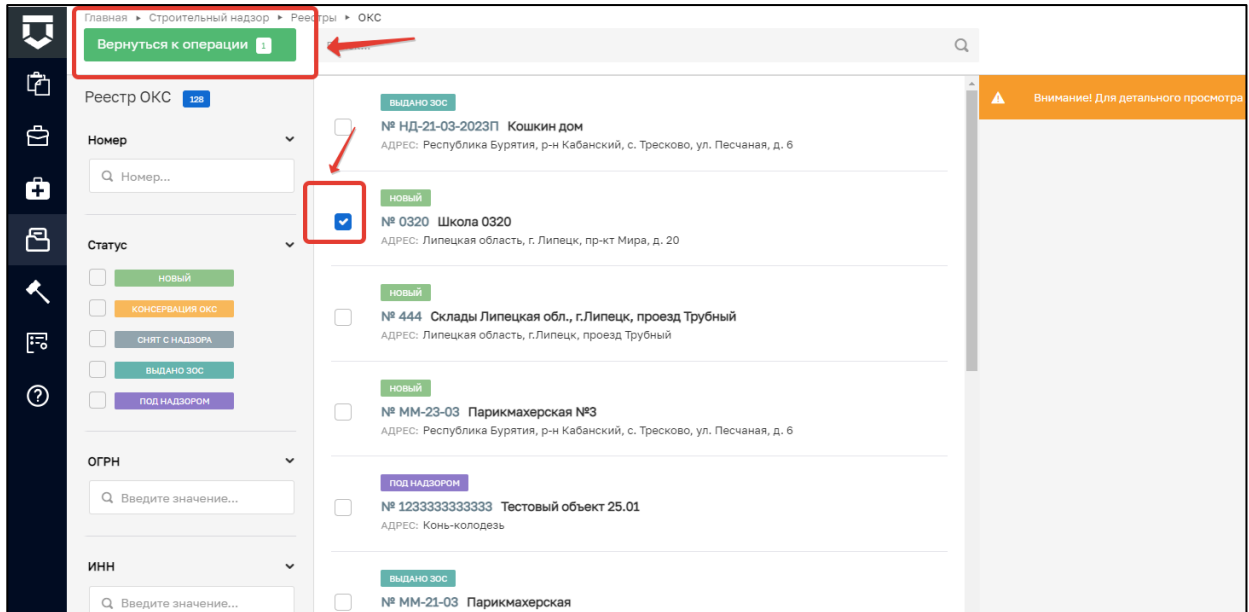 Главная ▸ Строительный надзор ▸ Реестры ▸ ОКС
Вернуться к операции 1
Реестр ОКС 128
Номер
Номер...
Статус
НОВЫЙ
КОНСЕРВАЦИЯ ОКС
СНЯТ С НАДЗОРА
ВЫДАНО ЗОС
ПОД НАДЗОРОМ
ОГРН
Введите значение...
ИНН
Введите значение...
ВЫДАНО ЗОС
№ НД-21-03-2023П Кошкин дом
АДРЕС: Республика Бурятия, р-н Кабанский, с. Тресково, ул. Песчаная, д. 6
НОВЫЙ
№ 0320 Школа 0320
АДРЕС: Липецкая область, г. Липецк, пр-кт Мира, д. 20
НОВЫЙ
№ 444 Склады Липецкая обл., г.Липецк, проезд Трубный
АДРЕС: Липецкая область, г.Липецк, проезд Трубный
НОВЫЙ
№ ММ-23-03 Парикмахерская №3
АДРЕС: Республика Бурятия, р-н Кабанский, с. Тресково, ул. Песчаная, д. 6
ПОД НАДЗОРОМ
№ 1233333333333 Тестовый объект 25.01
АДРЕС: Конь-колодезь
ВЫДАНО ЗОС
№ ММ-21-03 Парикмахерская
Внимание! Для детального просмотра